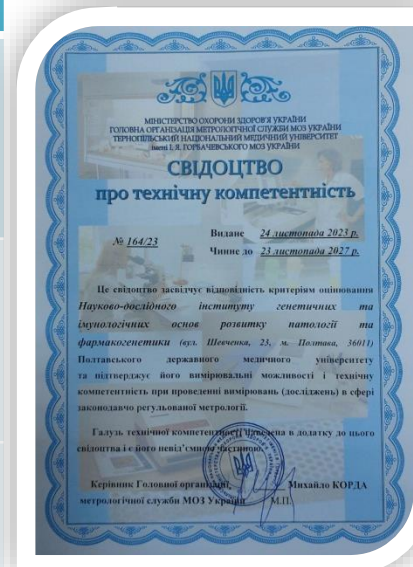 МІНІСТЕРСТВО ОХОРОНИ ЗДОРОВ'Я УКРАЇНИ
ГОЛОВНА ОРГАНІЗАЦІЯ МЕТРОЛОГІЧНОЇ СЛУЖБИ МОЗ УКРАЇНИ
ТЕРНОПІЛЬСЬКИЙ НАЦІОНАЛЬНИЙ МЕДИЧНИЙ УНІВЕРСИТЕТ
імені І. Я. ГОРБАЧЕВСЬКОГО МОЗ УКРАЇНИ
СВІДОЦТВО
про технічну компетентність
Видане 24 листопада 2023 р.
№ 164/23
Чинне до 23 листопада 2027 р.
Це свідоцтво засвідчує відповідність критеріям оцінювання
Науково-дослідного інституту генетичних та
імунологічних основ розвитку патології та
фармакогенетики (вул. Шевченка, 23, м. Полтава, 36011)
Полтавського державного медичного університету
та підтверджує його вимірювальні можливості і технічну
компетентність при проведенні вимірювань (досліджень) в сфері
законодавчо регульованої метрології.
Галузь технічної компетентності наведена в додатку до цього
свідоцтва і є його невід'ємною частиною.
Керівник Головної організації Михайло КОРДА
метрологічної служби МОЗ України М.П.